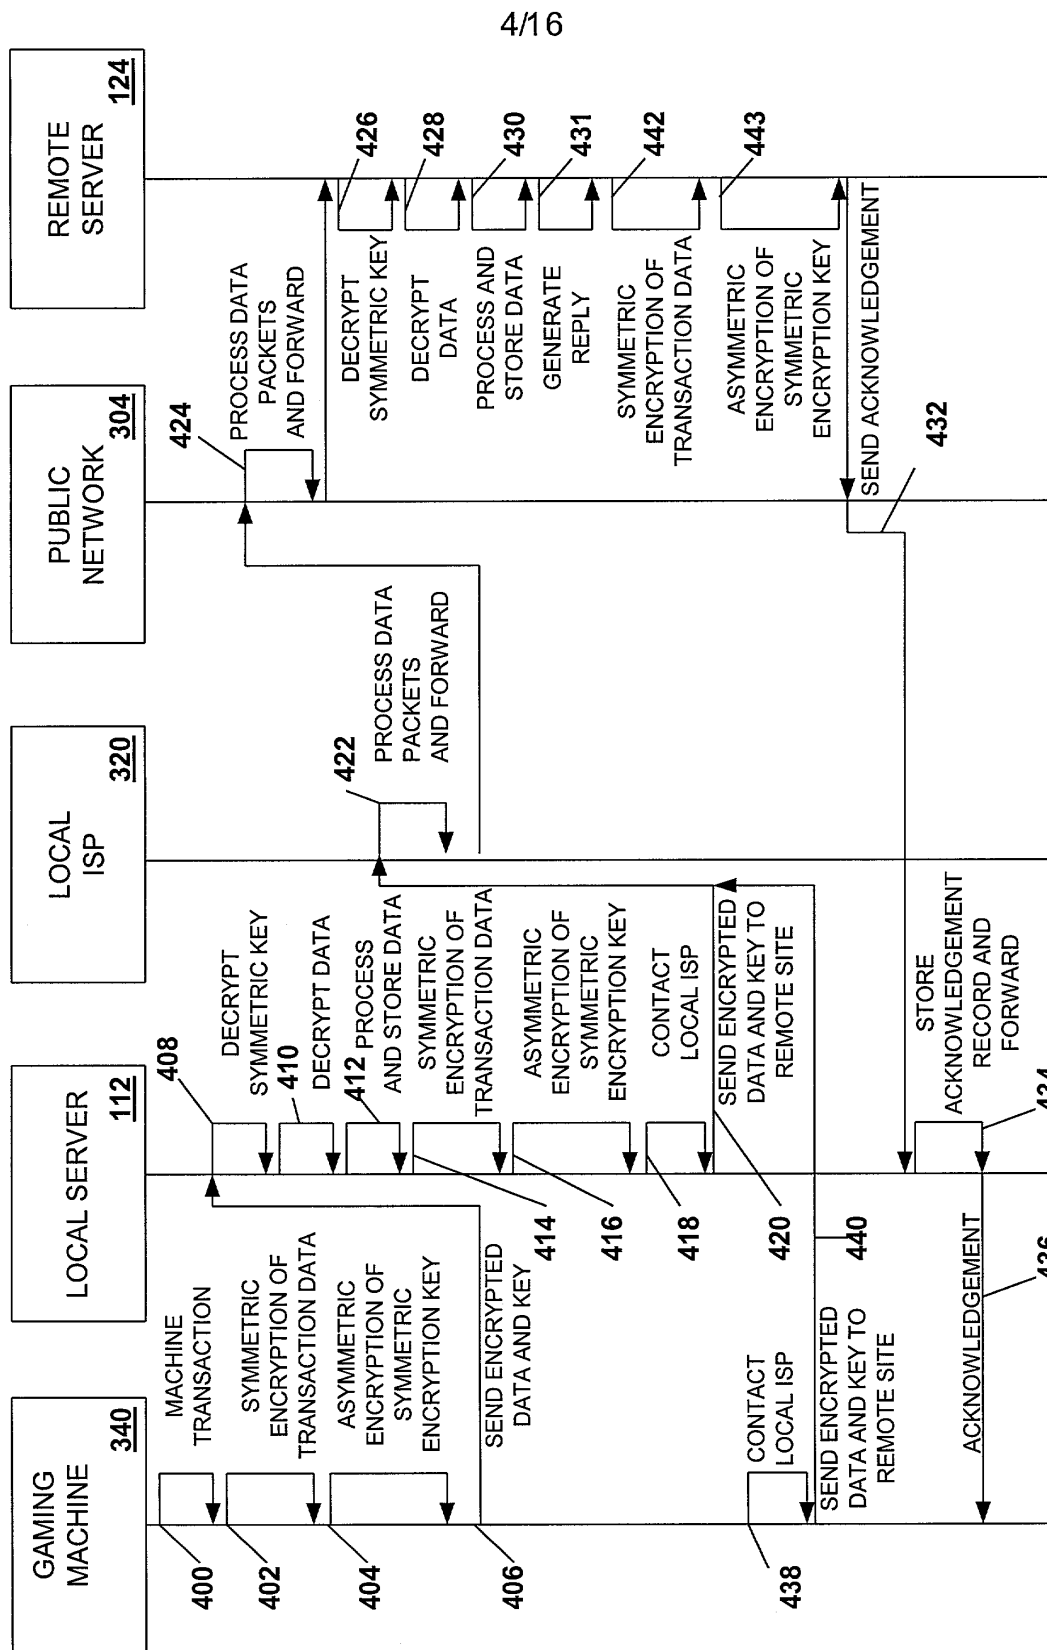 4/16
GAMING
MACHINE
340
LOCAL SERVER
112
LOCAL
ISP
320
PUBLIC
NETWORK
304
REMOTE
SERVER
124
400
MACHINE
TRANSACTION
402
SYMMETRIC
ENCRYPTION OF
TRANSACTION DATA
404
ASYMMETRIC
ENCRYPTION OF
SYMMETRIC
ENCRYPTION KEY
406
SEND ENCRYPTED
DATA AND KEY
438
CONTACT
LOCAL ISP
SEND ENCRYPTED
DATA AND KEY TO
REMOTE SITE
440
ACKNOWLEDGEMENT
436
408
DECRYPT
SYMMETRIC KEY
410
DECRYPT DATA
412
PROCESS
AND STORE DATA
414
SYMMETRIC
ENCRYPTION OF
TRANSACTION DATA
416
ASYMMETRIC
ENCRYPTION OF
SYMMETRIC
ENCRYPTION KEY
418
CONTACT
LOCAL ISP
420
SEND ENCRYPTED
DATA AND KEY TO
REMOTE SITE
STORE
ACKNOWLEDGEMENT
RECORD AND
FORWARD
434
422
PROCESS DATA
PACKETS
AND FORWARD
424
PROCESS DATA
PACKETS
AND FORWARD
426
DECRYPT
SYMMETRIC KEY
428
DECRYPT
DATA
430
PROCESS AND
STORE DATA
431
GENERATE
REPLY
442
SYMMETRIC
ENCRYPTION OF
TRANSACTION DATA
443
ASYMMETRIC
ENCRYPTION OF
SYMMETRIC
ENCRYPTION KEY
SEND ACKNOWLEDGEMENT
432